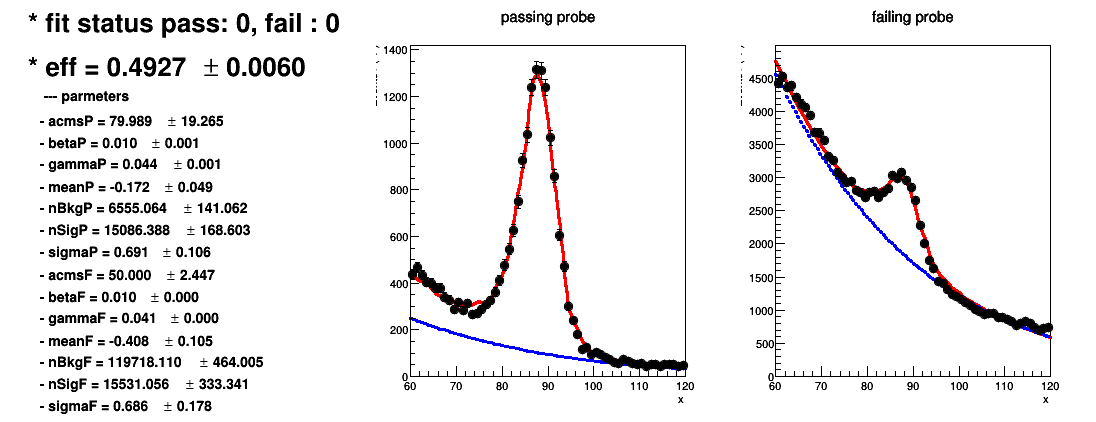 * fit status pass: 0, fail : 0
* eff = 0.4927 ± 0.0060
--- parmeters
- acmsP = 79.989 ± 19.265
- betaP = 0.010 ± 0.001
- gammaP = 0.044 ± 0.001
- meanP = -0.172 ± 0.049
- nBkgP = 6555.064 ± 141.062
- nSigP = 15086.388 ± 168.603
- sigmaP = 0.691 ± 0.106
- acmsF = 50.000 ± 2.447
- betaF = 0.010 ± 0.000
- gammaF = 0.041 ± 0.000
- meanF = -0.408 ± 0.105
- nBkgF = 119718.110 ± 464.005
- nSigF = 15531.056 ± 333.341
- sigmaF = 0.686 ± 0.178
passing probe
1400
1200
1000
800
600
400
200
0
60 70 80 90 100 110 120
x
failing probe
4500
4000
3500
3000
2500
2000
1500
1000
500
0
60 70 80 90 100 110 120
x